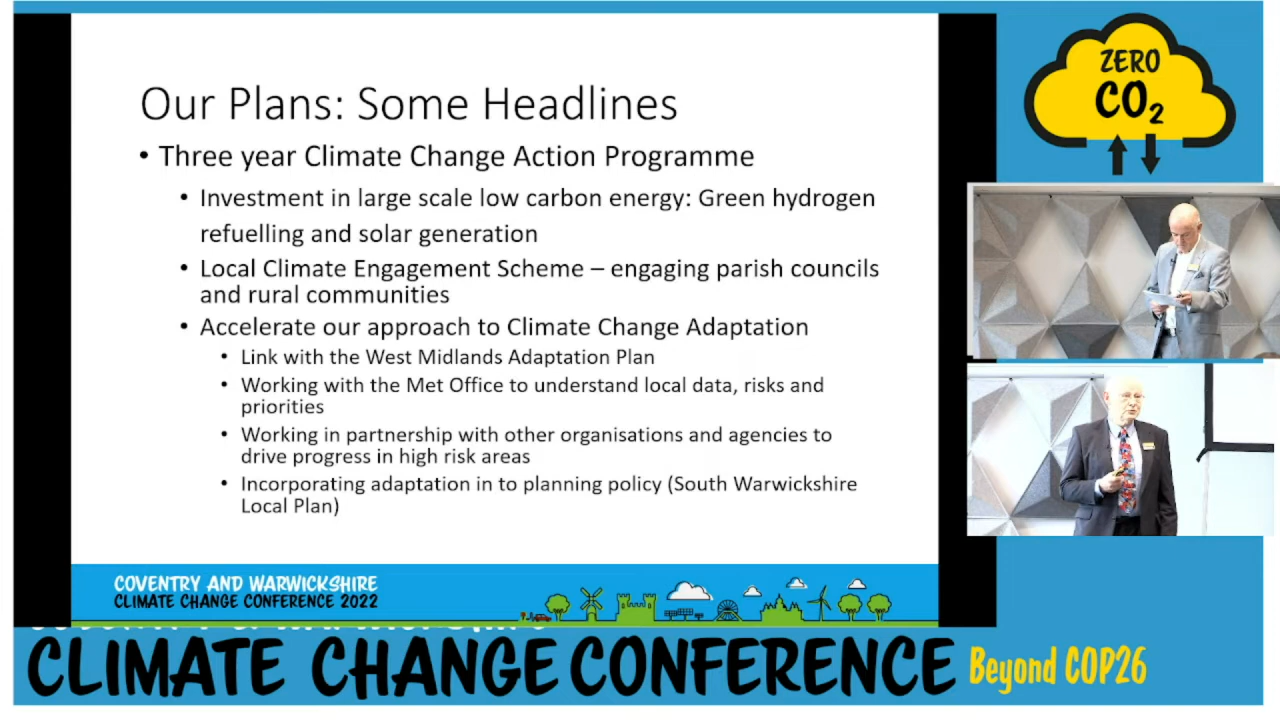 Our Plans: Some Headlines
• Three year Climate Change Action Programme
• Investment in large scale low carbon energy: Green hydrogen
refuelling and solar generation
• Local Climate Engagement Scheme – engaging parish councils
and rural communities
• Accelerate our approach to Climate Change Adaptation
• Link with the West Midlands Adaptation Plan
• Working with the Met Office to understand local data, risks and
priorities
• Working in partnership with other organisations and agencies to
drive progress in high risk areas
• Incorporating adaptation in to planning policy (South Warwickshire
Local Plan)
COVENTRY AND WARWICKSHIRE
CLIMATE CHANGE CONFERENCE 2022
ZERO
CO₂
CLIMATE CHANGE CONFERENCE Beyond COP26